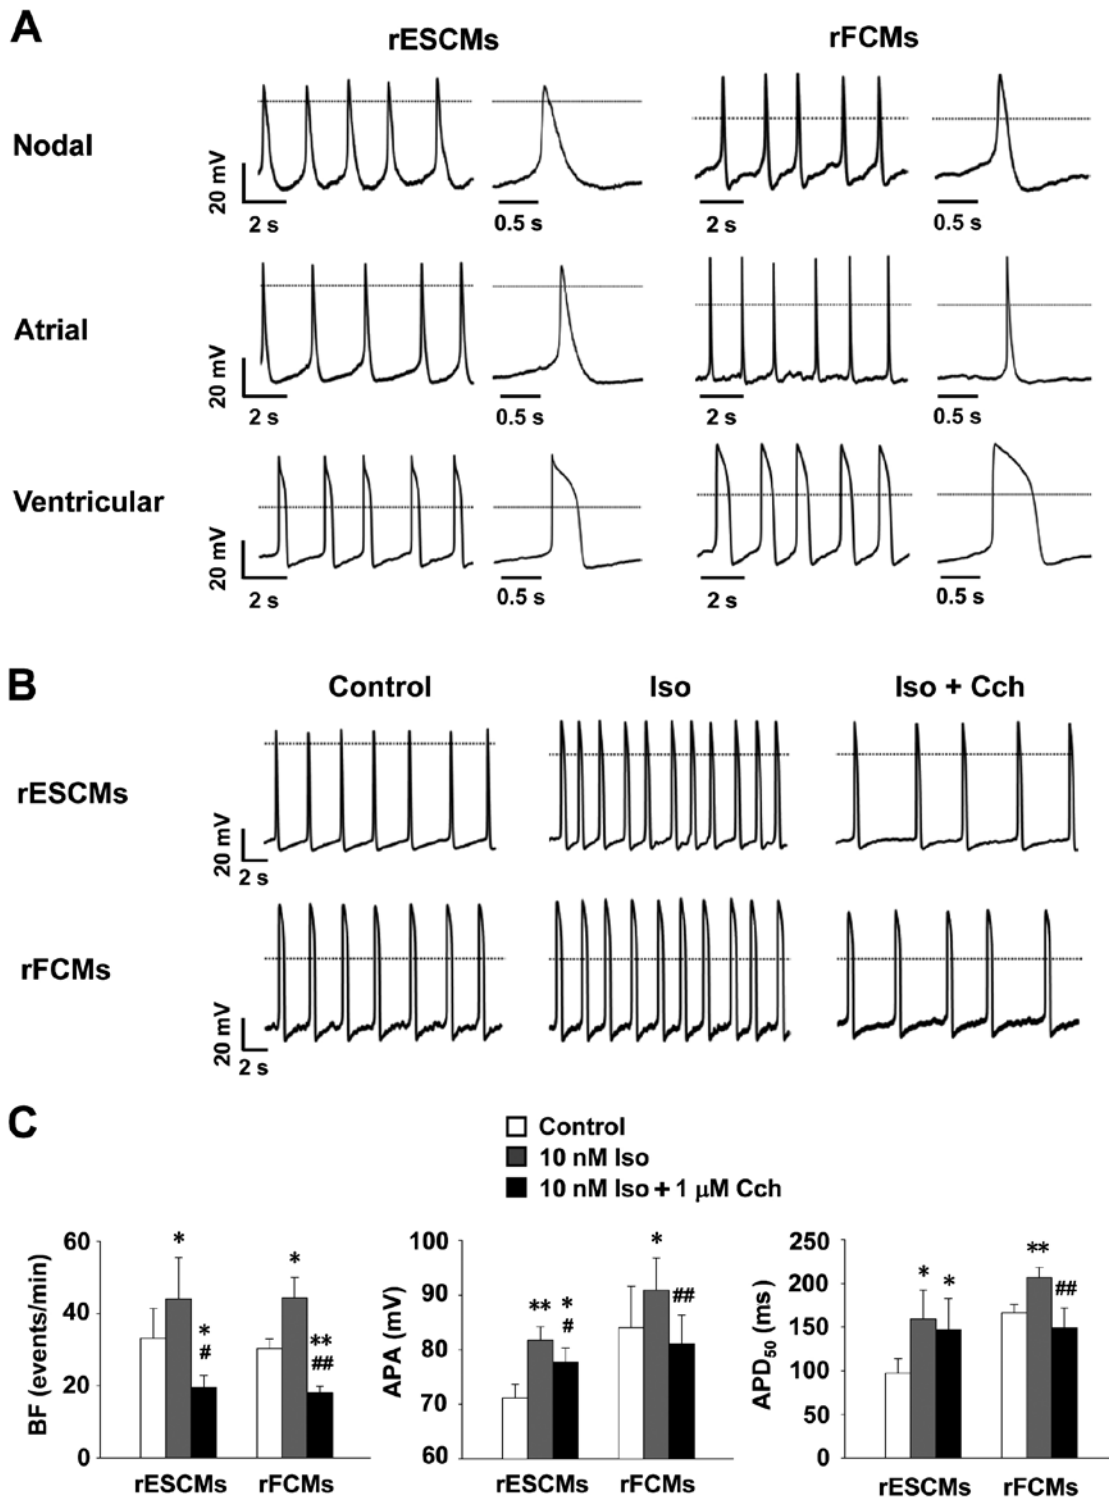 A
rESCMs rFCMs
Nodal
20 mV
2 s 0.5 s 2 s 0.5 s
Atrial
20 mV
2 s 0.5 s 2 s 0.5 s
Ventricular
20 mV
2 s 0.5 s 2 s 0.5 s
B
Control Iso Iso + Cch
rESCMs
20 mV
2 s
rFCMs
20 mV
2 s
C
Control
10 nM Iso
10 nM Iso + 1 μM Cch
BF (events/min)
60
40
20
0
* * # * ** ##
rESCMs rFCMs
APA (mV)
100
90
80
70
60
** * # * ##
rESCMs rFCMs
APD50 (ms )
250
200
150
100
50
0
* * ** ##
rESCMs rFCMs